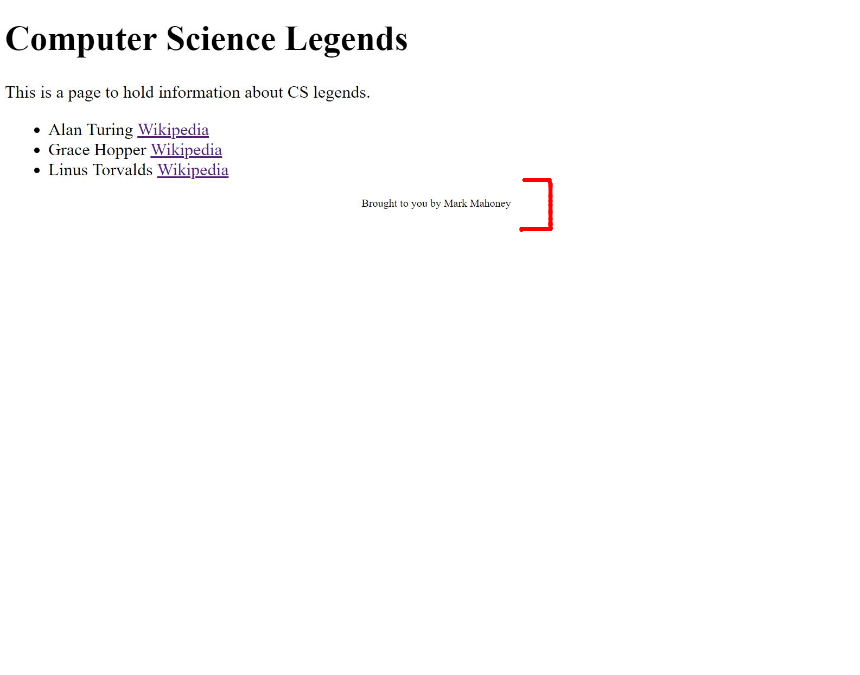 Computer Science Legends
This is a page to hold information about CS legends.
Alan Turing Wikipedia
Grace Hopper Wikipedia
Linus Torvalds Wikipedia
Brought to you by Mark Mahoney